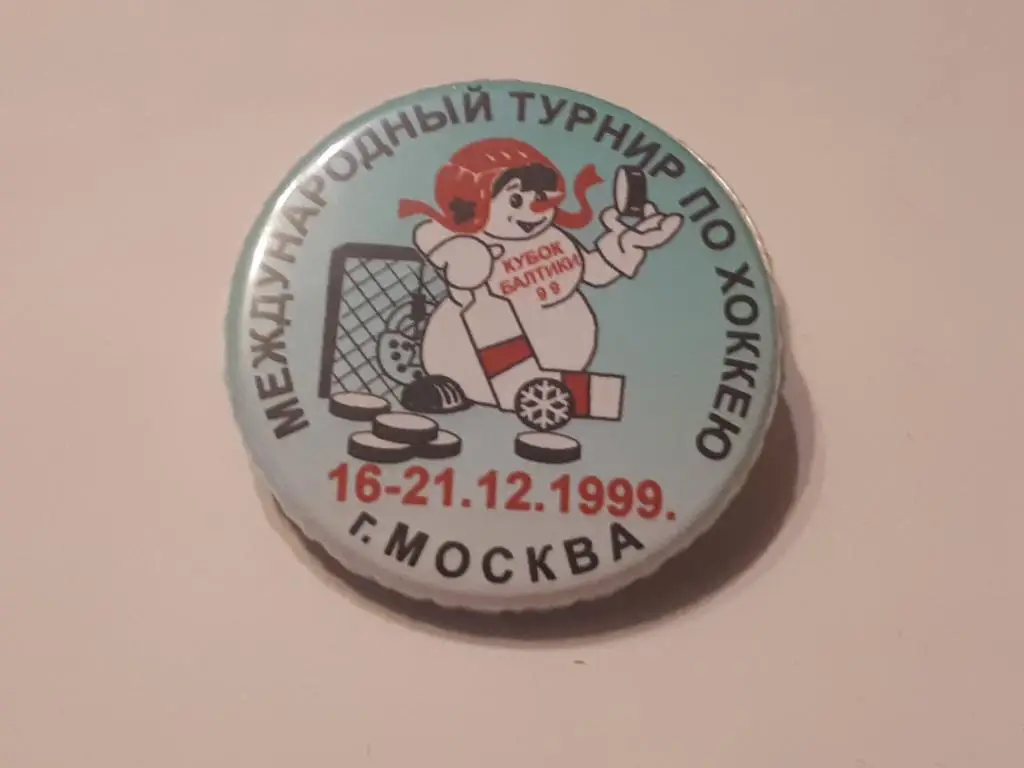 МЕЖДУНАРОДНЫЙ ТУРНИР ПО ХОККЕЮ
КУБОК
БАЛТИКИ
99
16-21.12.1999.
г. МОСКВА